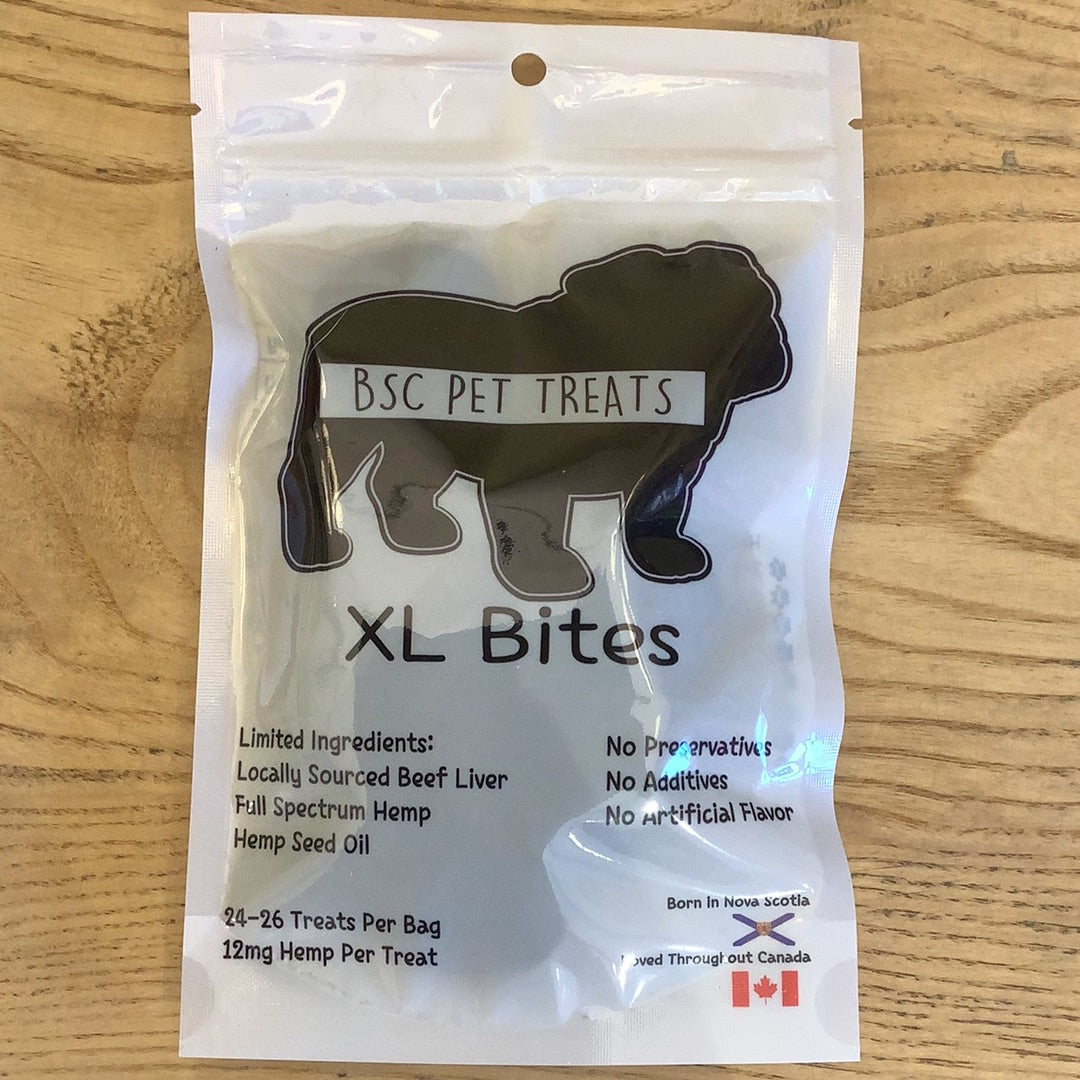 BSC PET TREATS
XL Bites
Limited Ingredients:
Locally Sourced Beef Liver
Full Spectrum Hemp
Hemp Seed Oil
No Preservatives
No Additives
No Artificial Flavor
24-26 Treats Per Bag
12mg Hemp Per Treat
Born in Nova Scotia
Loved Throughout Canada